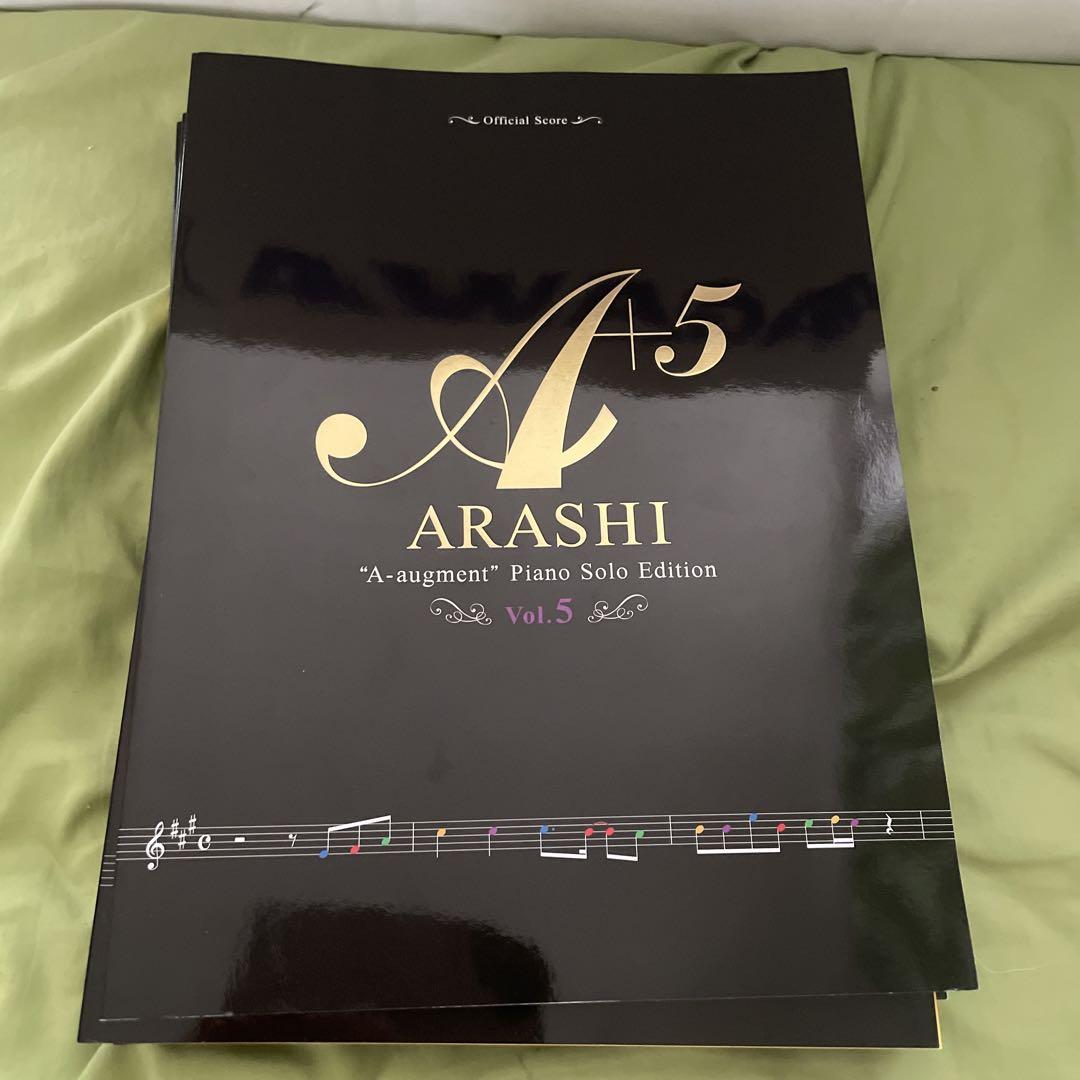 Official Score
A+5
ARASHI
“A-augment” Piano Solo Edition
Vol.5